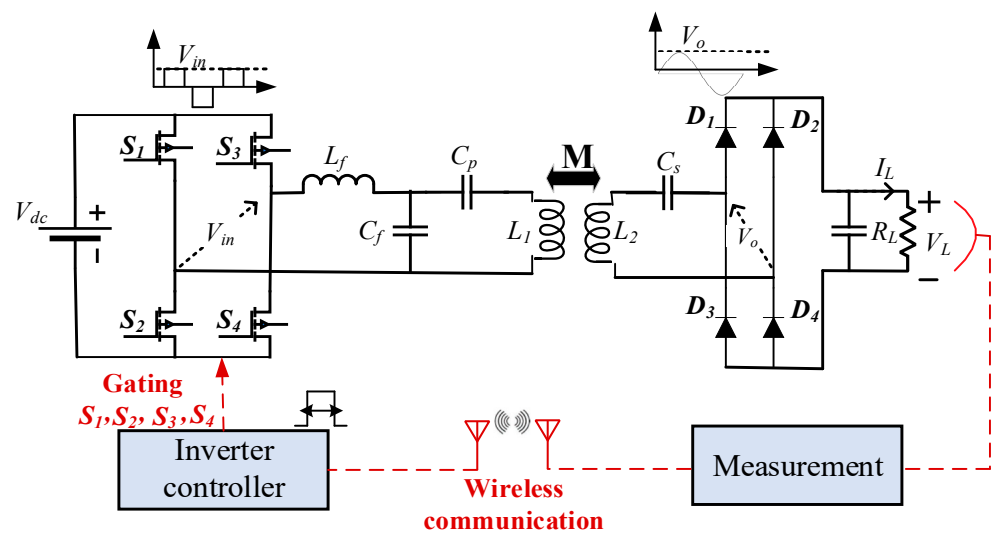 V_in
V_o
S_1
S_3
D_1
D_2
L_f
C_p
M
C_s
I_L
V_dc
V_in
C_f
L_1
L_2
V_o
R_L
V_L
S_2
S_4
D_3
D_4
Gating
S_1, S_2, S_3, S_4
Inverter
controller
Wireless
communication
Measurement